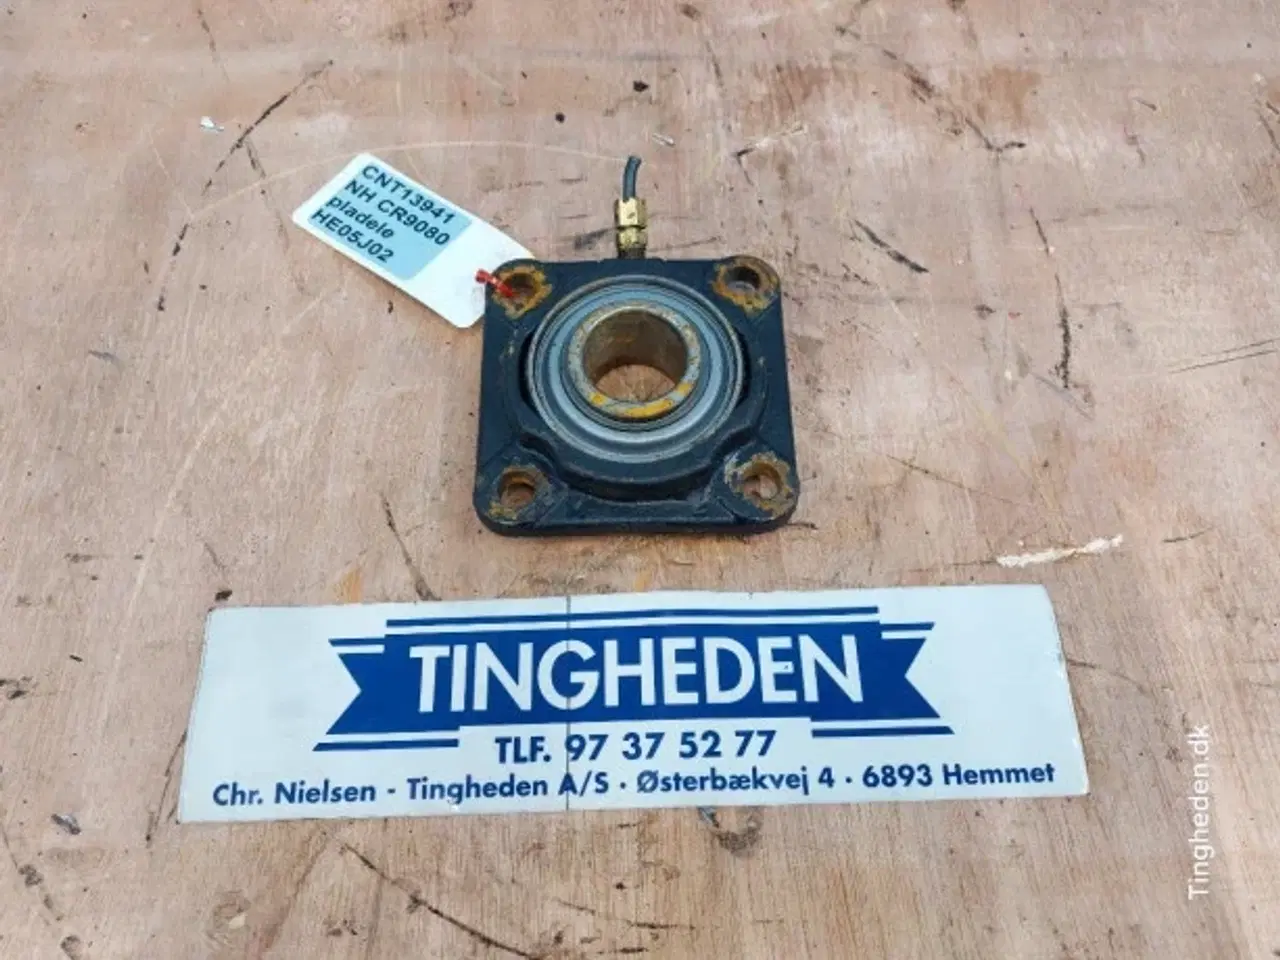 CNT13941
NH CR9080
pladeleje
HE05J02
TINGHEDEN
TLF. 97 37 52 77
Chr. Nielsen - Tingheden A/S · Østerbækvej 4 · 6893 Hemmet
Tingheden.dk